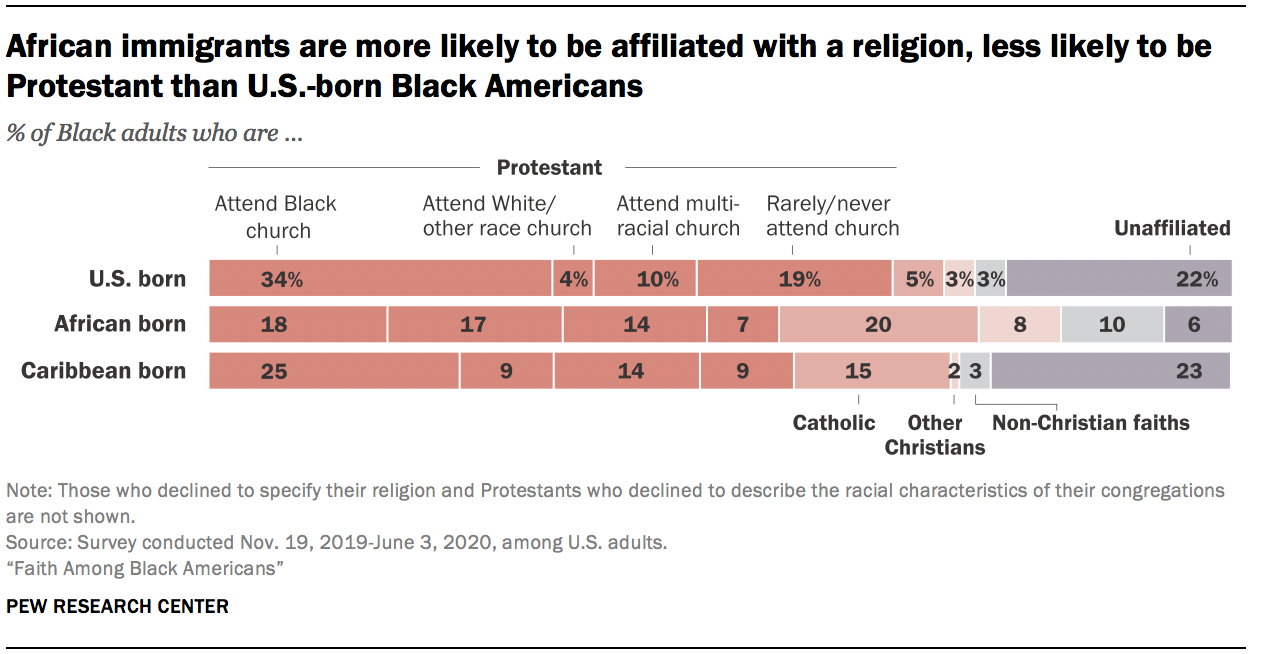 African immigrants are more likely to be affiliated with a religion, less likely to be
Protestant than U.S.-born Black Americans
% of Black adults who are ...
Protestant
Attend Black
church
Attend White/
other race church
Attend multi-
racial church
Rarely/never
attend church
Unaffiliated
U.S. born 34% 4% 10% 19% 5% 3% 3% 22%
African born 18 17 14 7 20 8 10 6
Caribbean born 25 9 14 9 15 2 3 23
Catholic
Other
Christians
Non-Christian faiths
Note: Those who declined to specify their religion and Protestants who declined to describe the racial characteristics of their congregations
are not shown.
Source: Survey conducted Nov. 19, 2019-June 3, 2020, among U.S. adults.
“Faith Among Black Americans”
PEW RESEARCH CENTER